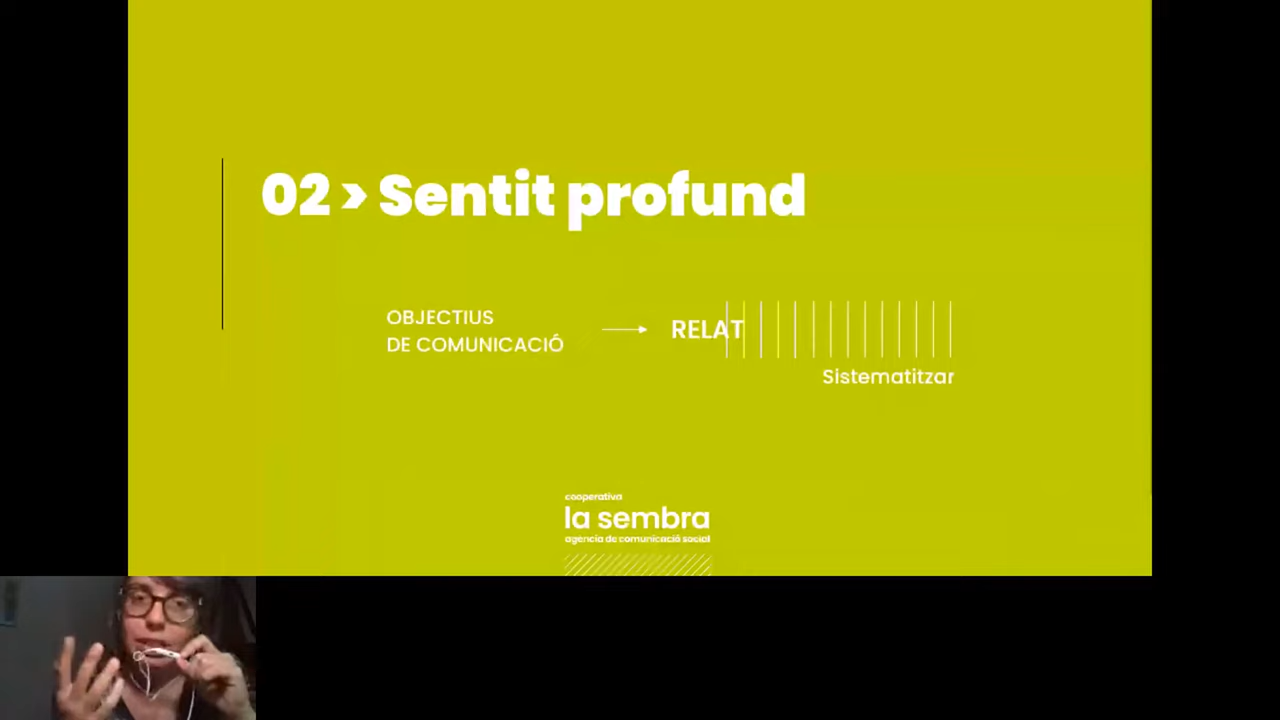 02 > Sentit profund
OBJECTIUS
DE COMUNICACIÓ
RELAT
Sistematitzar
cooperativa
la sembra
agència de comunicació social